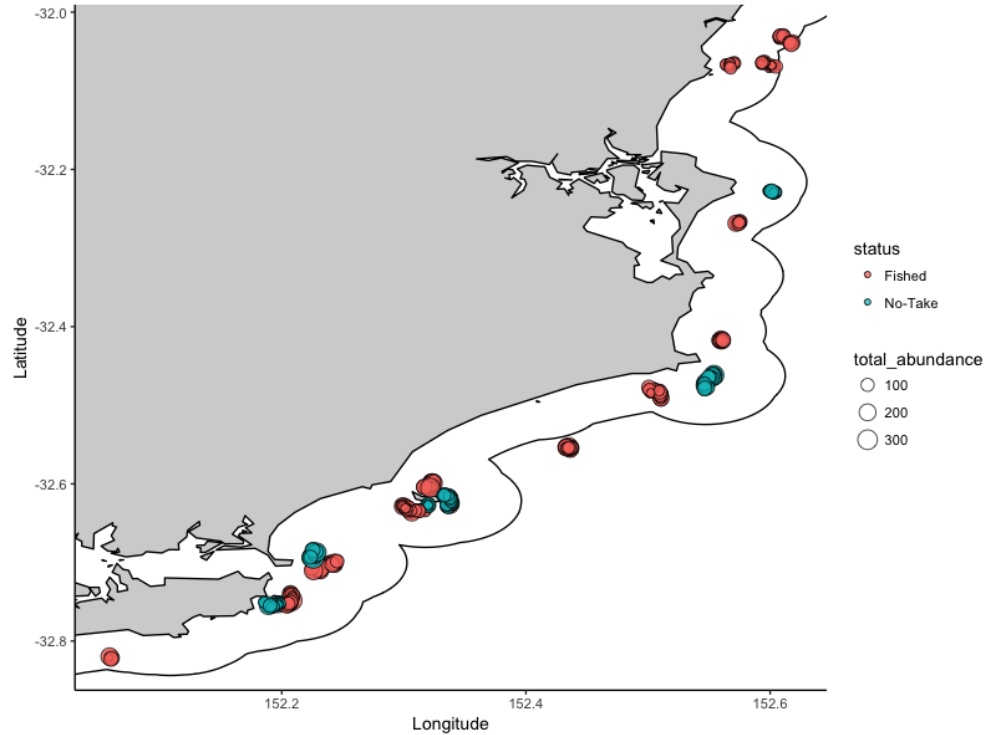 -32.0
-32.2
-32.4
-32.6
-32.8
Latitude
152.2
152.4
152.6
Longitude
status
Fished
No-Take
total_abundance
100
200
300